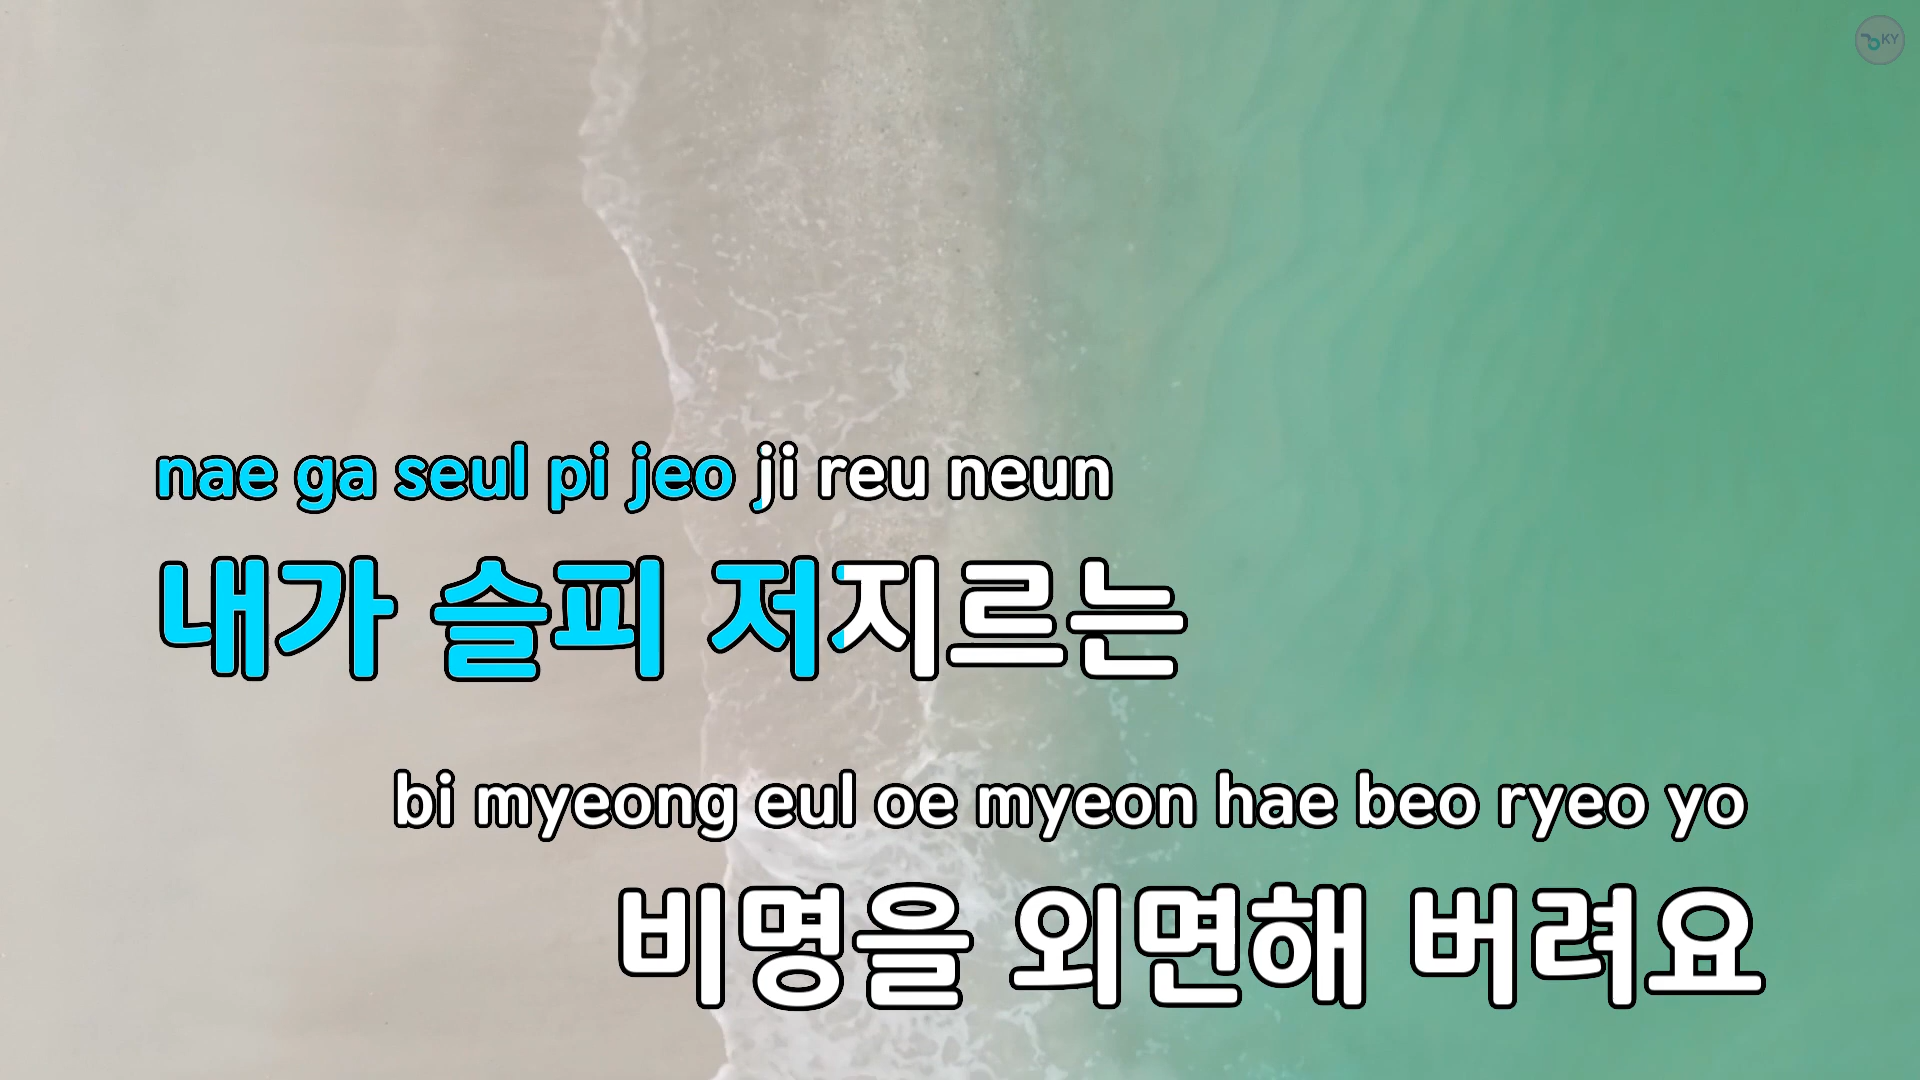 KY
nae ga seul pi jeo ji reu neun
내가 슬피 저지르는
bi myeong eul oe myeon hae beo ryeo yo
비명을 외면해 버려요